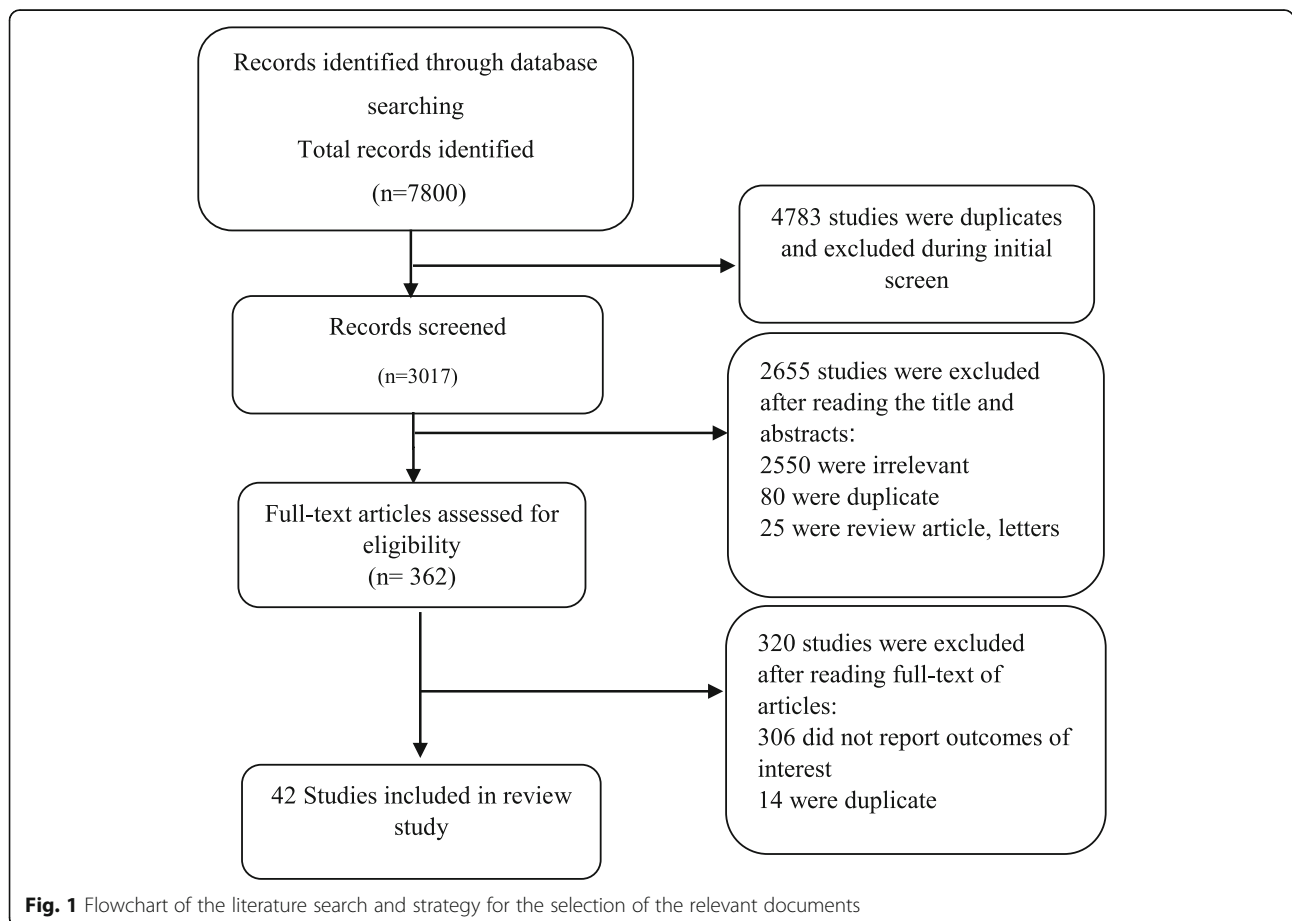 Records identified through database
searching
Total records identified
(n=7800)
4783 studies were duplicates
and excluded during initial
screen
Records screened
(n=3017)
2655 studies were excluded
after reading the title and
abstracts:
2550 were irrelevant
80 were duplicate
25 were review article, letters
Full-text articles assessed for
eligibility
(n= 362)
320 studies were excluded
after reading full-text of
articles:
306 did not report outcomes of
interest
14 were duplicate
42 Studies included in review
study
Fig. 1 Flowchart of the literature search and strategy for the selection of the relevant documents